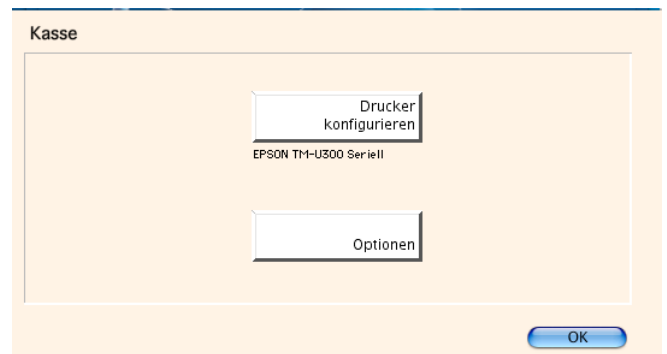 Kasse
Drucker
konfigurieren
EPSON TM-U300 Seriell
Optionen
OK